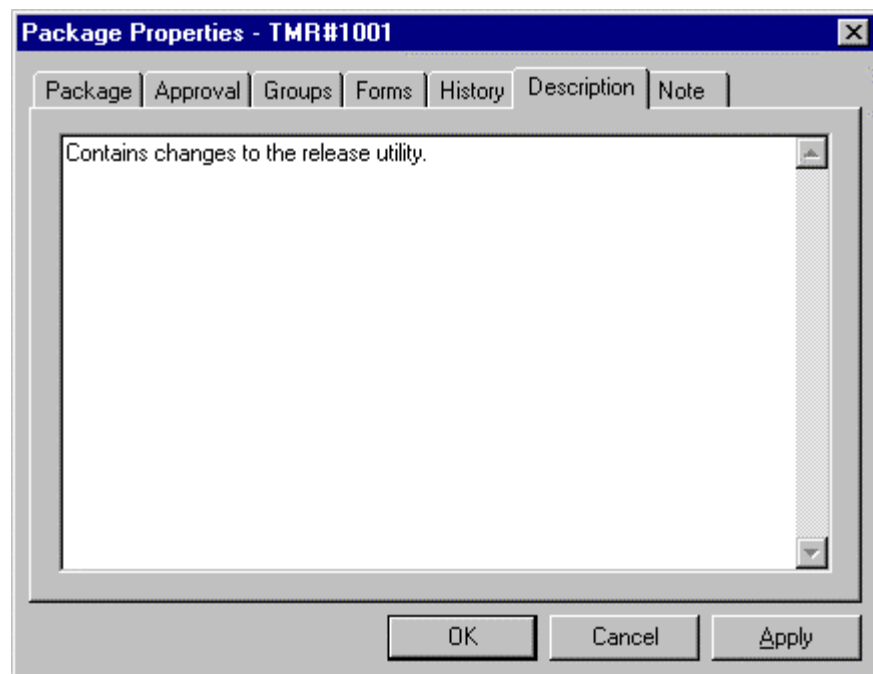 Package Properties - TMR#1001
Package Approval Groups Forms History Description Note
Contains changes to the release utility.
OK Cancel Apply